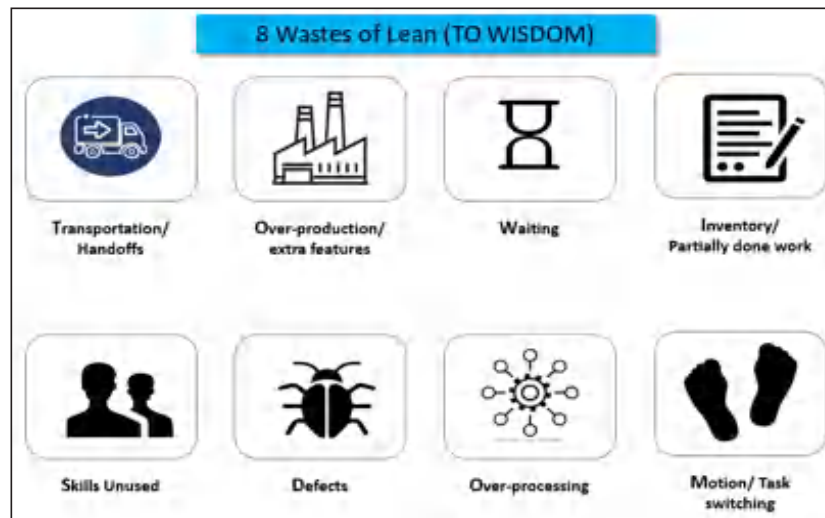 8 Wastes of Lean (TO WISDOM)
Transportation/
Handoffs
Over-production/
extra features
Waiting
Inventory/
Partially done work
Skills Unused
Defects
Over-processing
Motion/ Task
switching